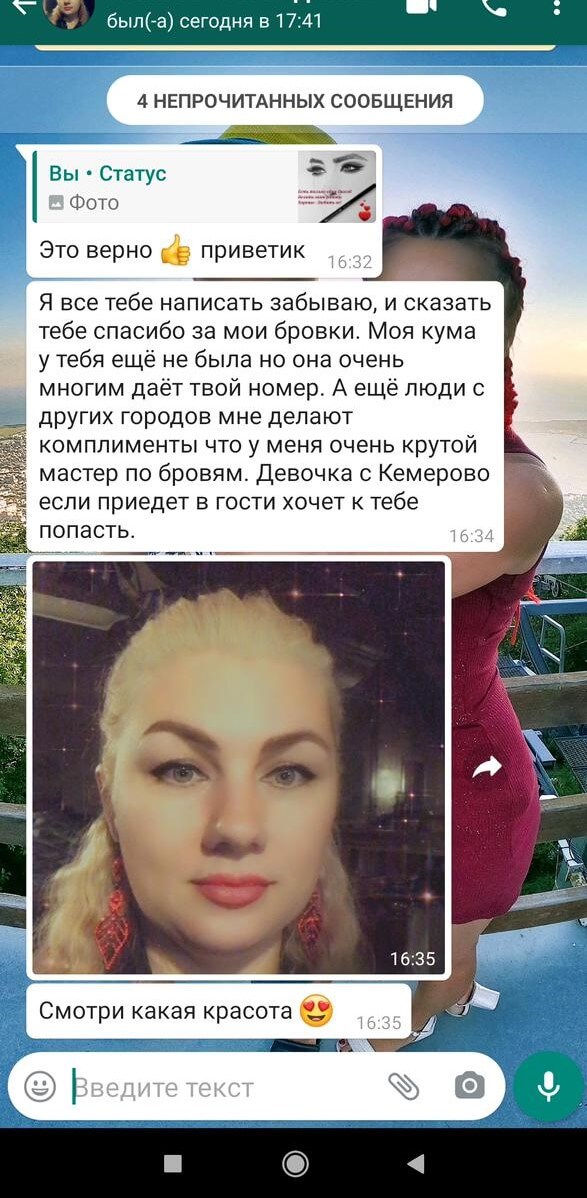 был(-а) сегодня в 17:41
4 НЕПРОЧИТАННЫХ СООБЩЕНИЯ
Вы • Статус
Фото
Это верно 👍 приветик
16:32
Я все тебе написать забываю, и сказать
тебе спасибо за мои бровки. Моя кума
у тебя ещё не была но она очень
многим даёт твой номер. А ещё люди с
других городов мне делают
комплименты что у меня очень крутой
мастер по бровям. Девочка с Кемерово
если приедет в гости хочет к тебе
попасть.
16:34
16:35
Смотри какая красота 😍
16:35
Введите текст